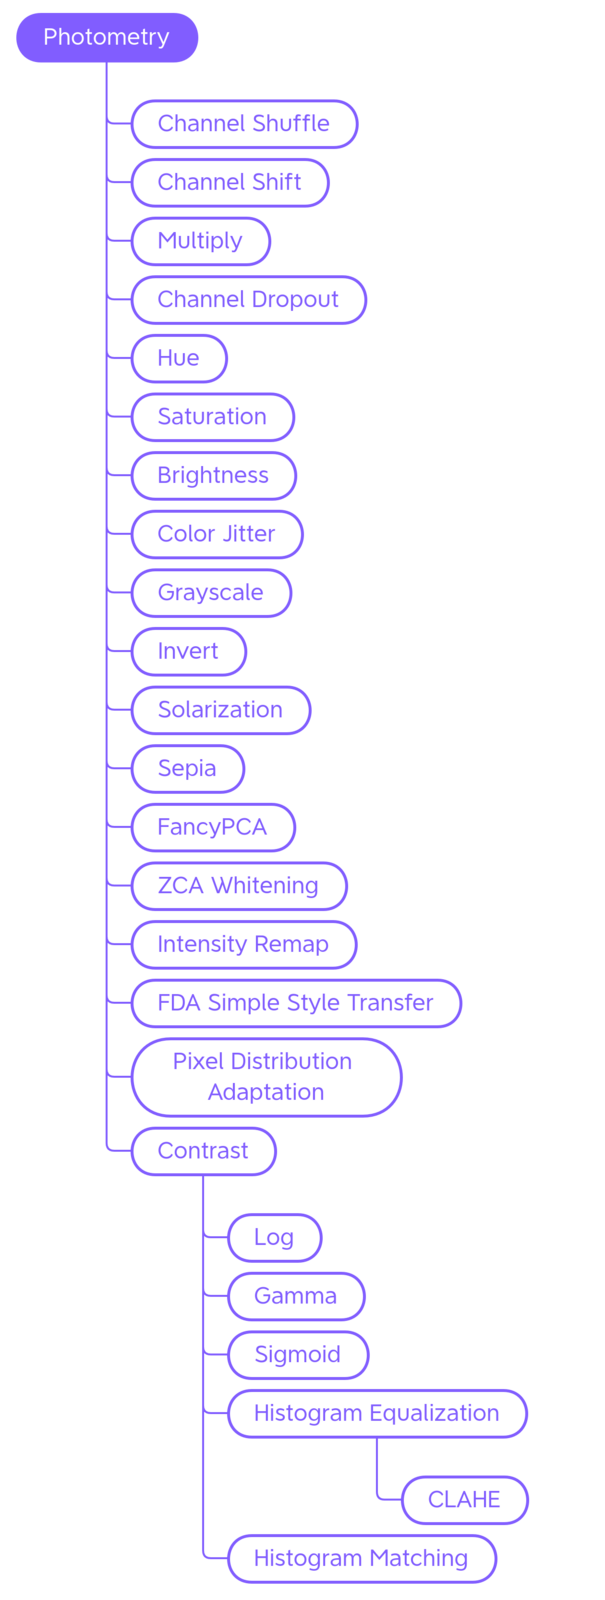 Photometry
Channel Shuffle
Channel Shift
Multiply
Channel Dropout
Hue
Saturation
Brightness
Color Jitter
Grayscale
Invert
Solarization
Sepia
FancyPCA
ZCA Whitening
Intensity Remap
FDA Simple Style Transfer
Pixel Distribution
Adaptation
Contrast
Log
Gamma
Sigmoid
Histogram Equalization
CLAHE
Histogram Matching